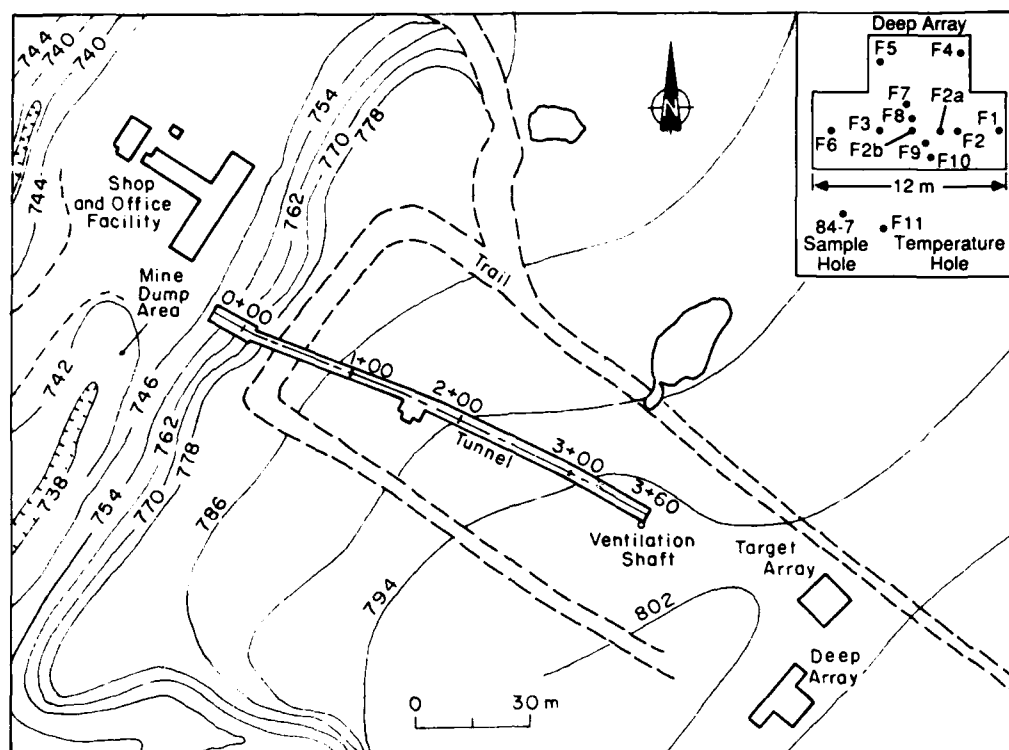 744
740
740
744
754
770
778
762
Shop
and Office
Facility
Mine
Dump
Area
742
746
762
778
738
754
770
0+00
1+00
2+00
3+00
3+60
Tunnel
Trail
N
Ventilation
Shaft
Target
Array
786
794
802
Deep
Array
0 30 m
Deep Array
F5 F4
F7 F2a
F8 F1
F3
F6 F2
F2b F9
F10
12 m
84-7 F11
Sample Temperature
Hole Hole